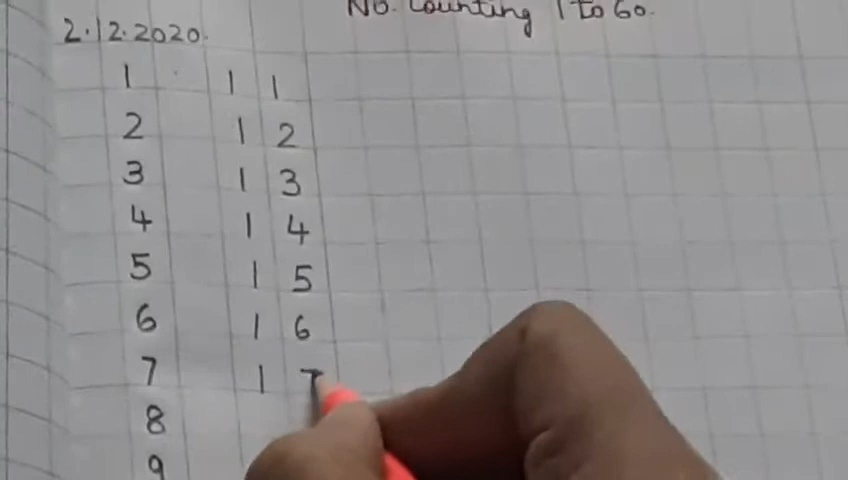 No. Counting 1 to 60.
2.12.2020.
1 1 1
2 1 2
3 1 3
4 1 4
5 1 5
6 1 6
7 1 7
8
9